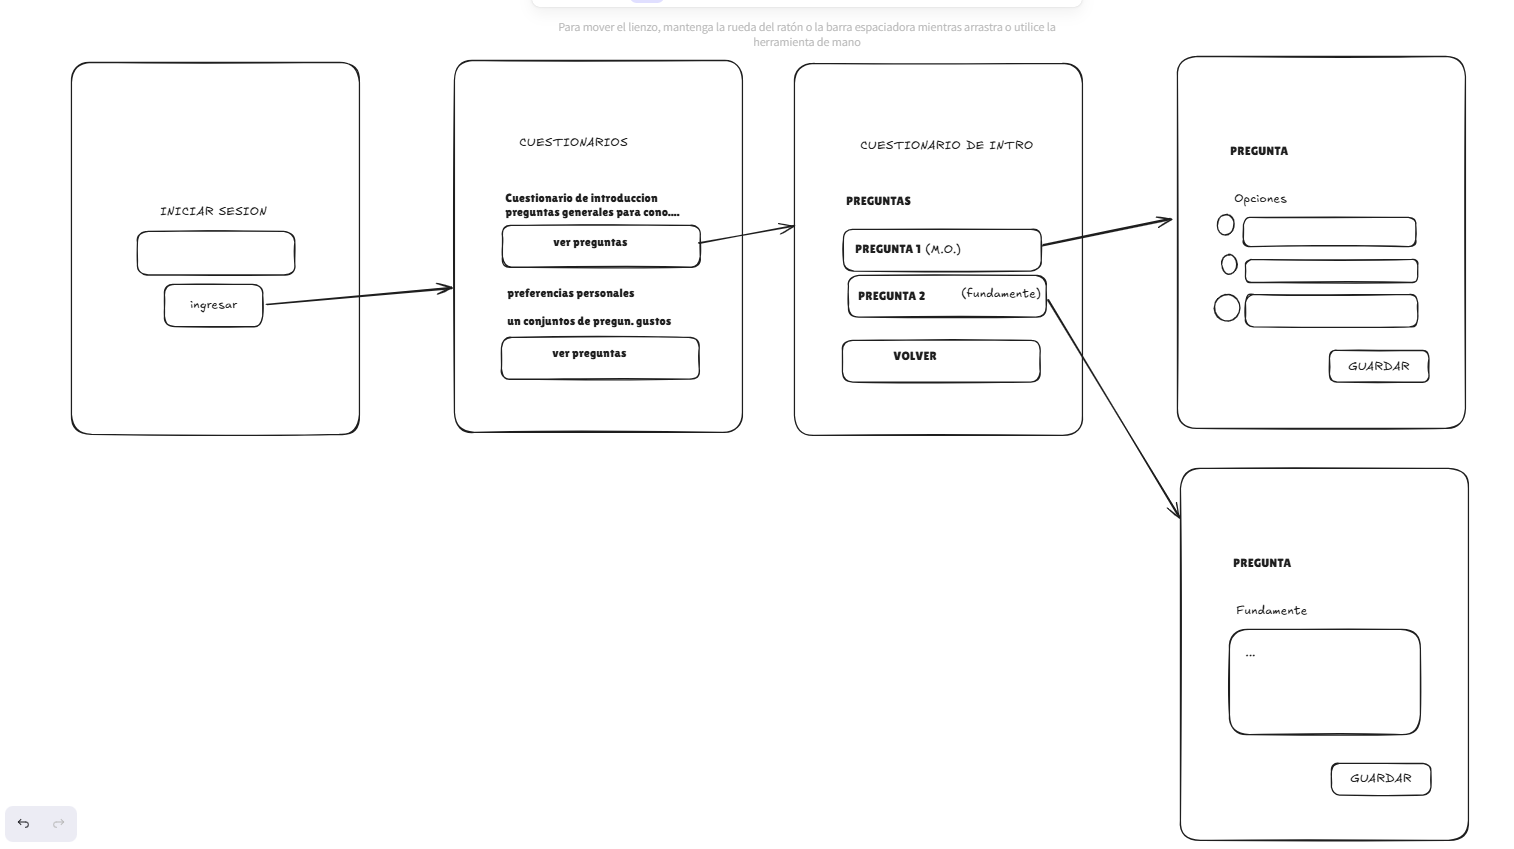 Para mover el lienzo, mantenga la rueda del ratón o la barra espaciadora mientras arrastra o utilice la
herramienta de mano
INICIAR SESION
ingresar
CUESTIONARIOS
Cuestionario de introduccion
preguntas generales para cono....
ver preguntas
preferencias personales
un conjuntos de pregun. gustos
ver preguntas
CUESTIONARIO DE INTRO
PREGUNTAS
PREGUNTA 1 (M.O.)
PREGUNTA 2 (fundamente)
VOLVER
PREGUNTA
Opciones
GUARDAR
PREGUNTA
Fundamente
...
GUARDAR